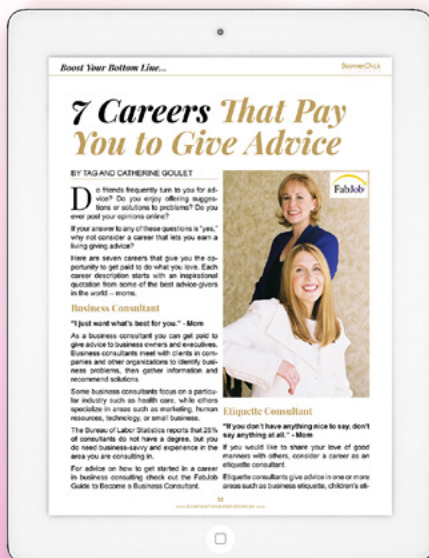 Boost Your Bottom Line...
BoomerChick
7 Careers That Pay
You to Give Advice
BY TAG AND CATHERINE GOULET
Do friends frequently turn to you for ad-
vice? Do you enjoy offering sugges-
tions or solutions to problems? Do you
ever post your opinions online?
If your answer to any of these questions is "yes,"
why not consider a career that lets you earn a
living giving advice?
Here are seven careers that give you the op-
portunity to get paid to do what you love. Each
career description starts with an inspirational
quotation from some of the best advice-givers
in the world -- moms.
Business Consultant
"I just want what's best for you." - Mom
As a business consultant you can get paid to
give advice to business owners and executives.
Business consultants meet with clients in com-
panies and other organizations to identify busi-
ness problems, then gather information and
recommend solutions.
Some business consultants focus on a particu-
lar industry such as health care, while others
specialize in areas such as marketing, human
resources, technology, or small business.
The Bureau of Labor Statistics reports that 28%
of consultants do not have a degree, but you
do need business-savvy and experience in the
area you are consulting in.
For advice on how to get started in a career
in business consulting check out the FabJob
Guide to Become a Business Consultant.
FabJob
Etiquette Consultant
"If you don't have anything nice to say, don't
say anything at all." - Mom
If you would like to share your love of good
manners with others, consider a career as an
etiquette consultant.
Etiquette consultants give advice in one or more
areas such as business etiquette, children's eti-